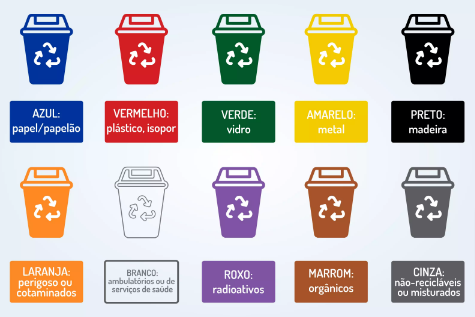 AZUL:
papel/papelão
VERMELHO:
plástico, isopor
VERDE:
vidro
AMARELO:
metal
PRETO:
madeira
LARANJA:
perigoso ou
cotaminados
BRANCO:
ambulatórios ou de
serviços de saúde
ROXO:
radioativos
MARROM:
orgânicos
CINZA:
não-recicláveis
ou misturados